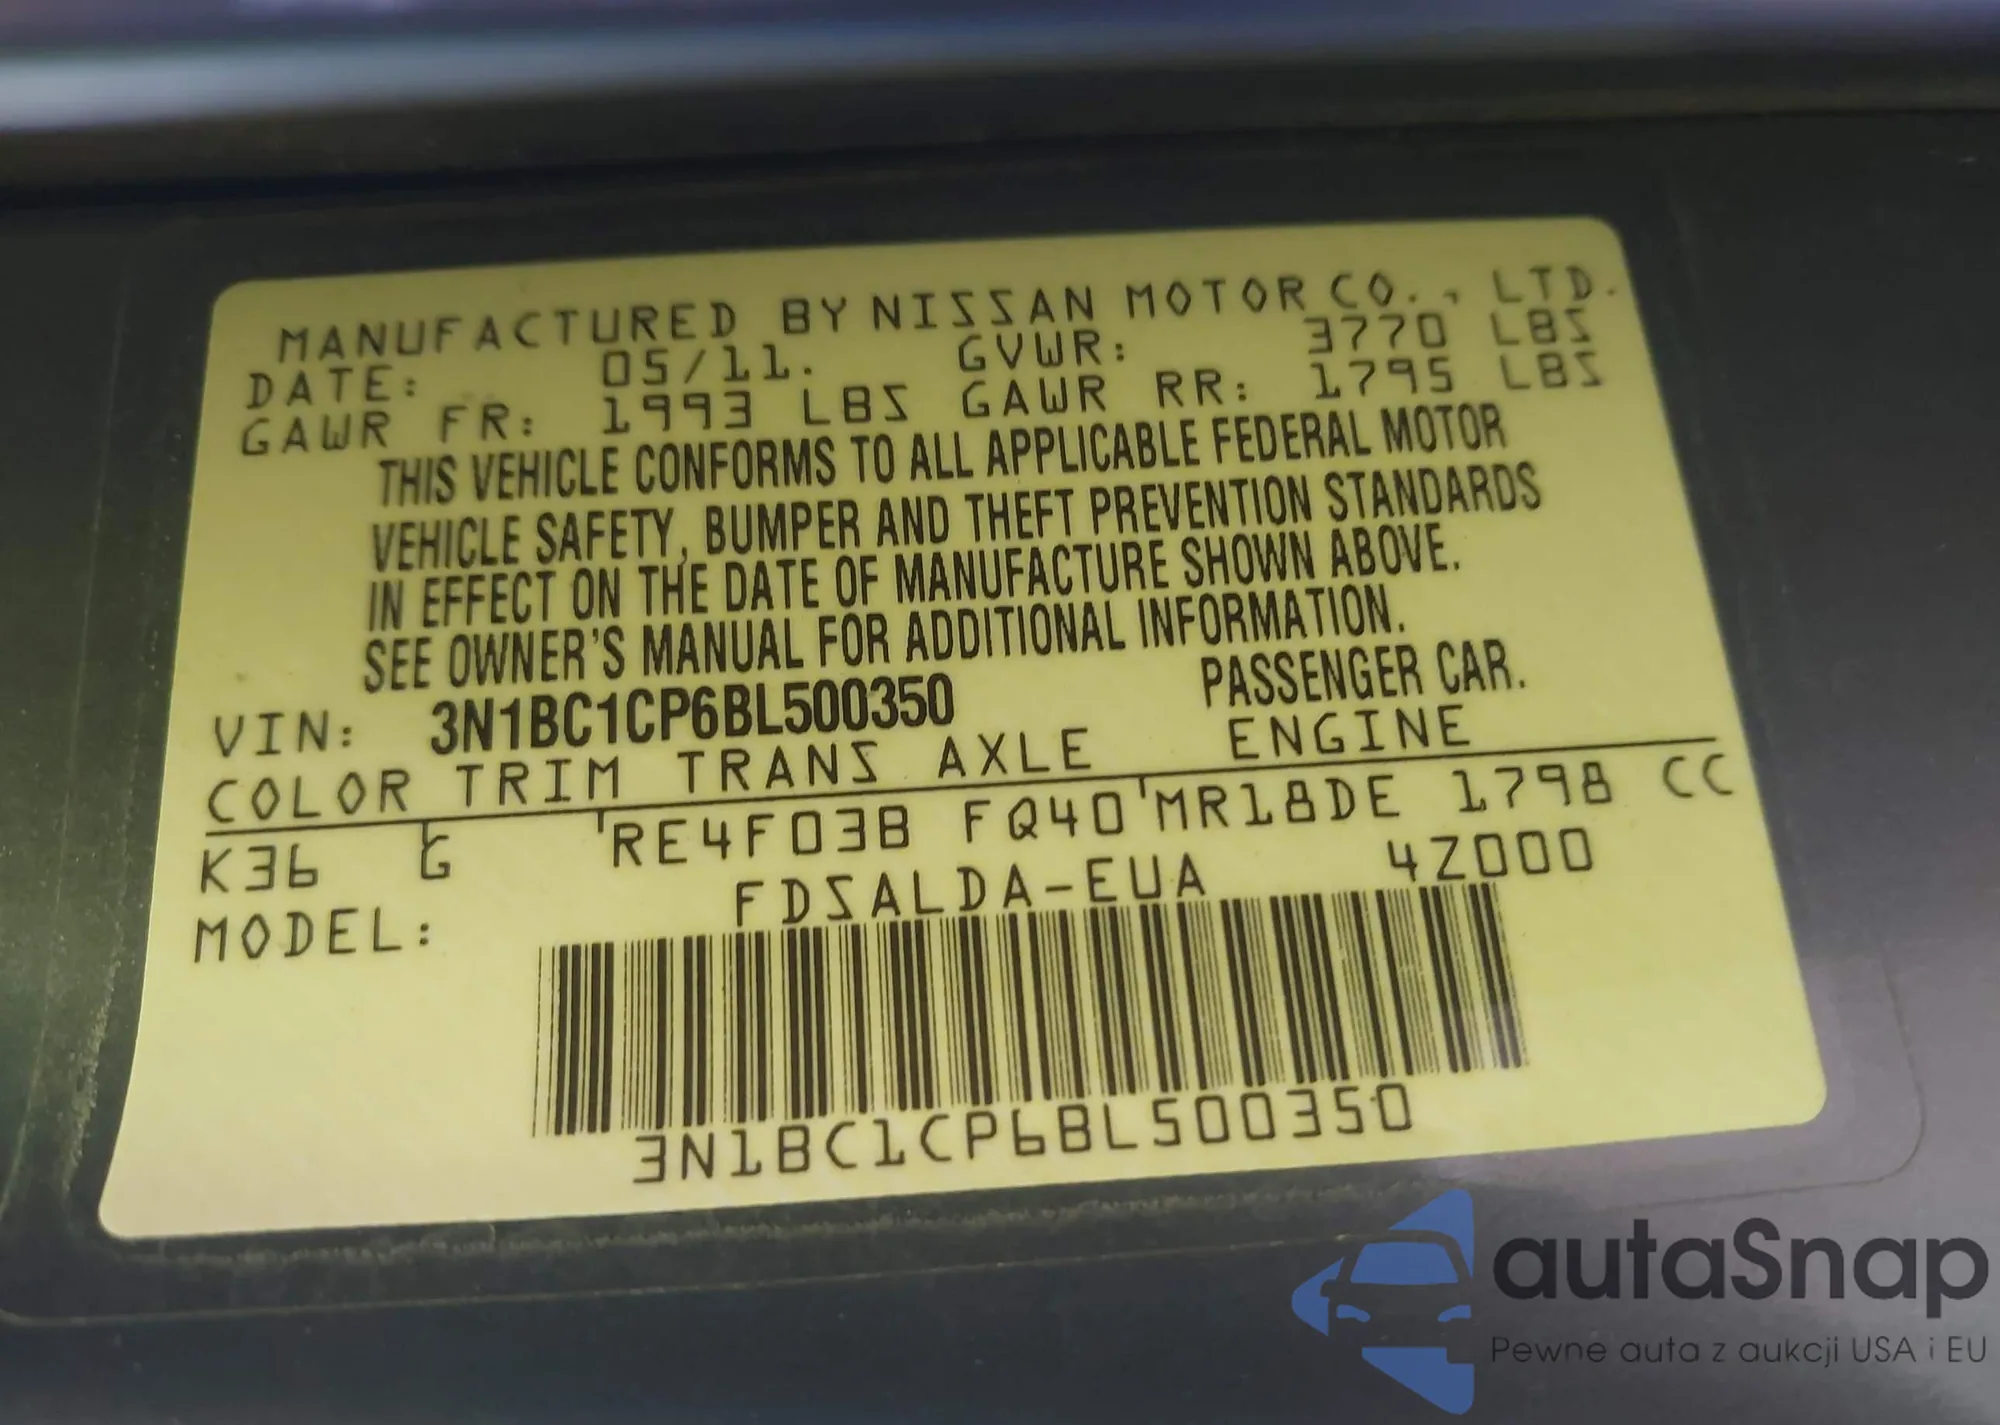 MANUFACTURED BY NISSAN MOTOR CO., LTD.
DATE: 05/11. GVWR: 3770 LBS
GAWR FR: 1993 LBS GAWR RR: 1795 LBS
THIS VEHICLE CONFORMS TO ALL APPLICABLE FEDERAL MOTOR
VEHICLE SAFETY, BUMPER AND THEFT PREVENTION STANDARDS
IN EFFECT ON THE DATE OF MANUFACTURE SHOWN ABOVE.
SEE OWNER'S MANUAL FOR ADDITIONAL INFORMATION.
VIN: 3N1BC1CP6BL500350 PASSENGER CAR.
COLOR TRIM TRANS AXLE ENGINE
K36 G RE4F03B FQ40 MR18DE 1798 CC
MODEL: FDSALDA-EUA 4Z000
3N1BC1CP6BL500350
autaSnap
Pewne auta z aukcji USA i EU